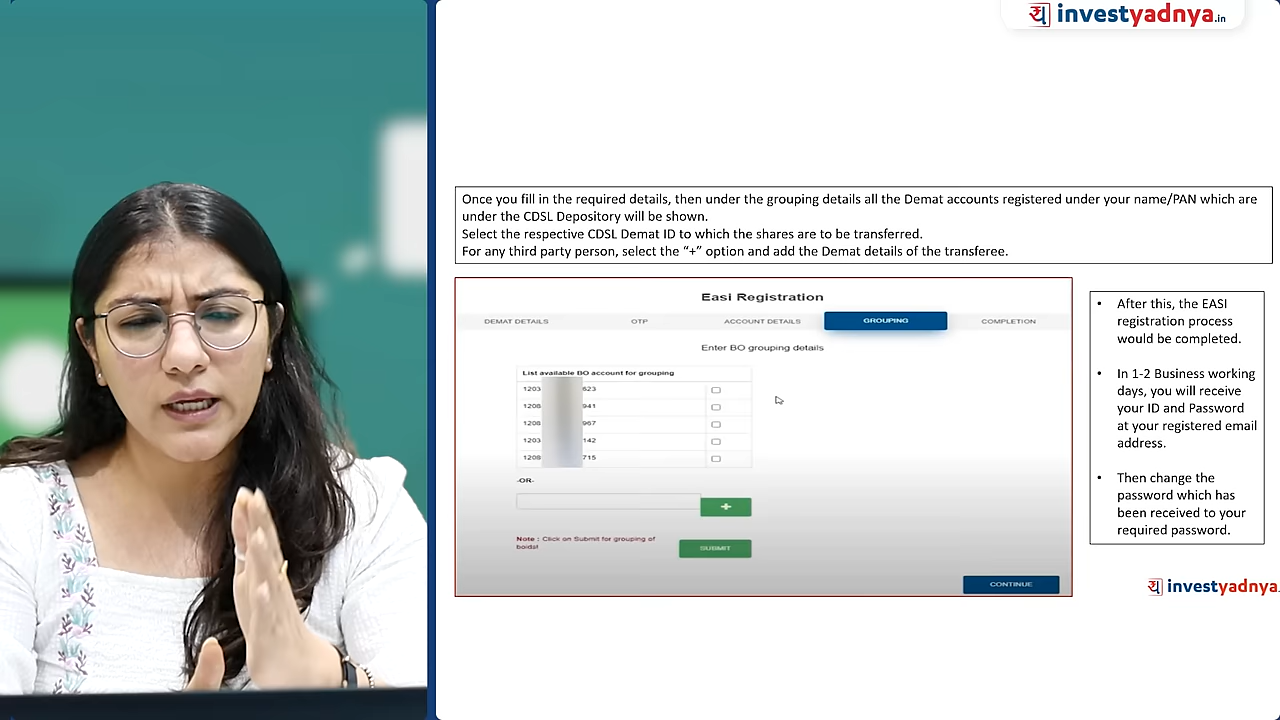 investyadnya.in
Once you fill in the required details, then under the grouping details all the Demat accounts registered under your name/PAN which are
under the CDSL Depository will be shown.
Select the respective CDSL Demat ID to which the shares are to be transferred.
For any third party person, select the “+” option and add the Demat details of the transferee.
Easi Registration
DEMAT DETAILS OTP ACCOUNT DETAILS GROUPING COMPLETION
Enter BO grouping details
List available BO account for grouping
1203 623
1208 941
1208 967
1203 142
1208 715
-OR-
+
Note : Click on Submit for grouping of
boids!
SUBMIT
CONTINUE
• After this, the EASI
registration process
would be completed.
• In 1-2 Business working
days, you will receive
your ID and Password
at your registered email
address.
• Then change the
password which has
been received to your
required password.
investyadnya.